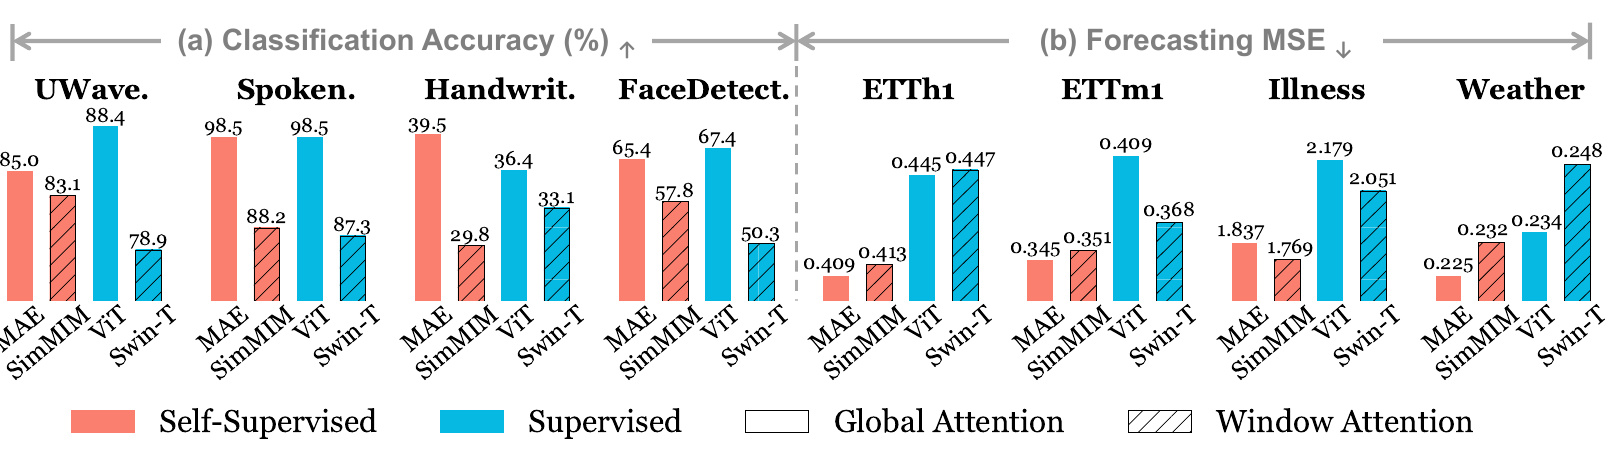 (a) Classification Accuracy (%) ↑
(b) Forecasting MSE ↓
UWave.
85.0
83.1
88.4
78.9
MAE
SimMIM
ViT
Swin-T
Spoken.
98.5
88.2
98.5
87.3
MAE
SimMIM
ViT
Swin-T
Handwrit.
39.5
29.8
36.4
33.1
MAE
SimMIM
ViT
Swin-T
FaceDetect.
65.4
57.8
67.4
50.3
MAE
SimMIM
ViT
Swin-T
ETTh1
0.409
0.413
0.445
0.447
MAE
SimMIM
ViT
Swin-T
ETTm1
0.345
0.351
0.409
0.368
MAE
SimMIM
ViT
Swin-T
Illness
1.837
1.769
2.179
2.051
MAE
SimMIM
ViT
Swin-T
Weather
0.225
0.232
0.234
0.248
MAE
SimMIM
ViT
Swin-T
Self-Supervised
Supervised
Global Attention
Window Attention